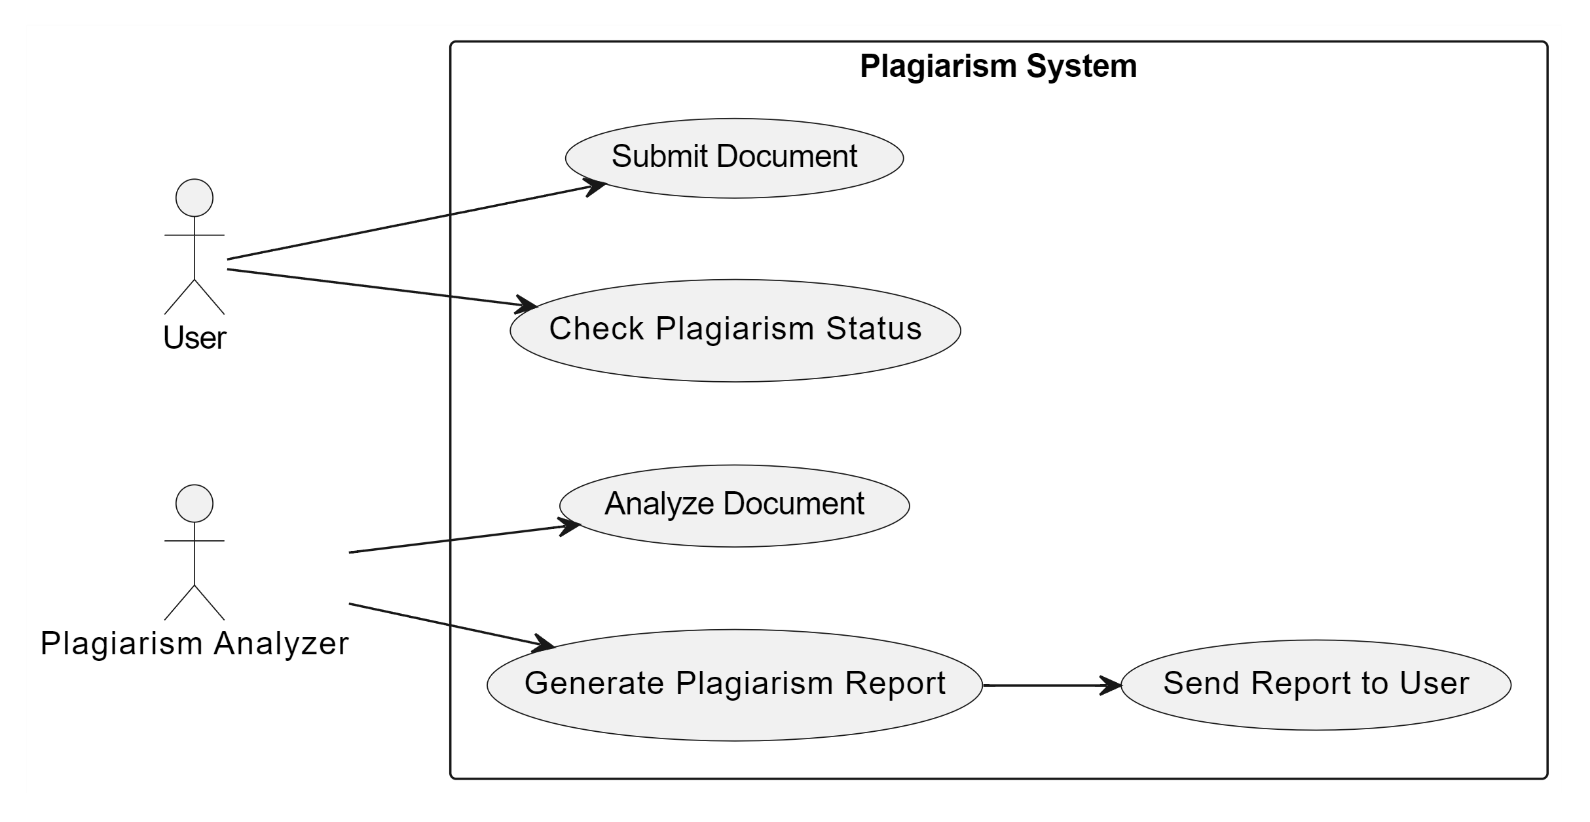 Plagiarism System
Submit Document
User
Check Plagiarism Status
Plagiarism Analyzer
Analyze Document
Generate Plagiarism Report
Send Report to User